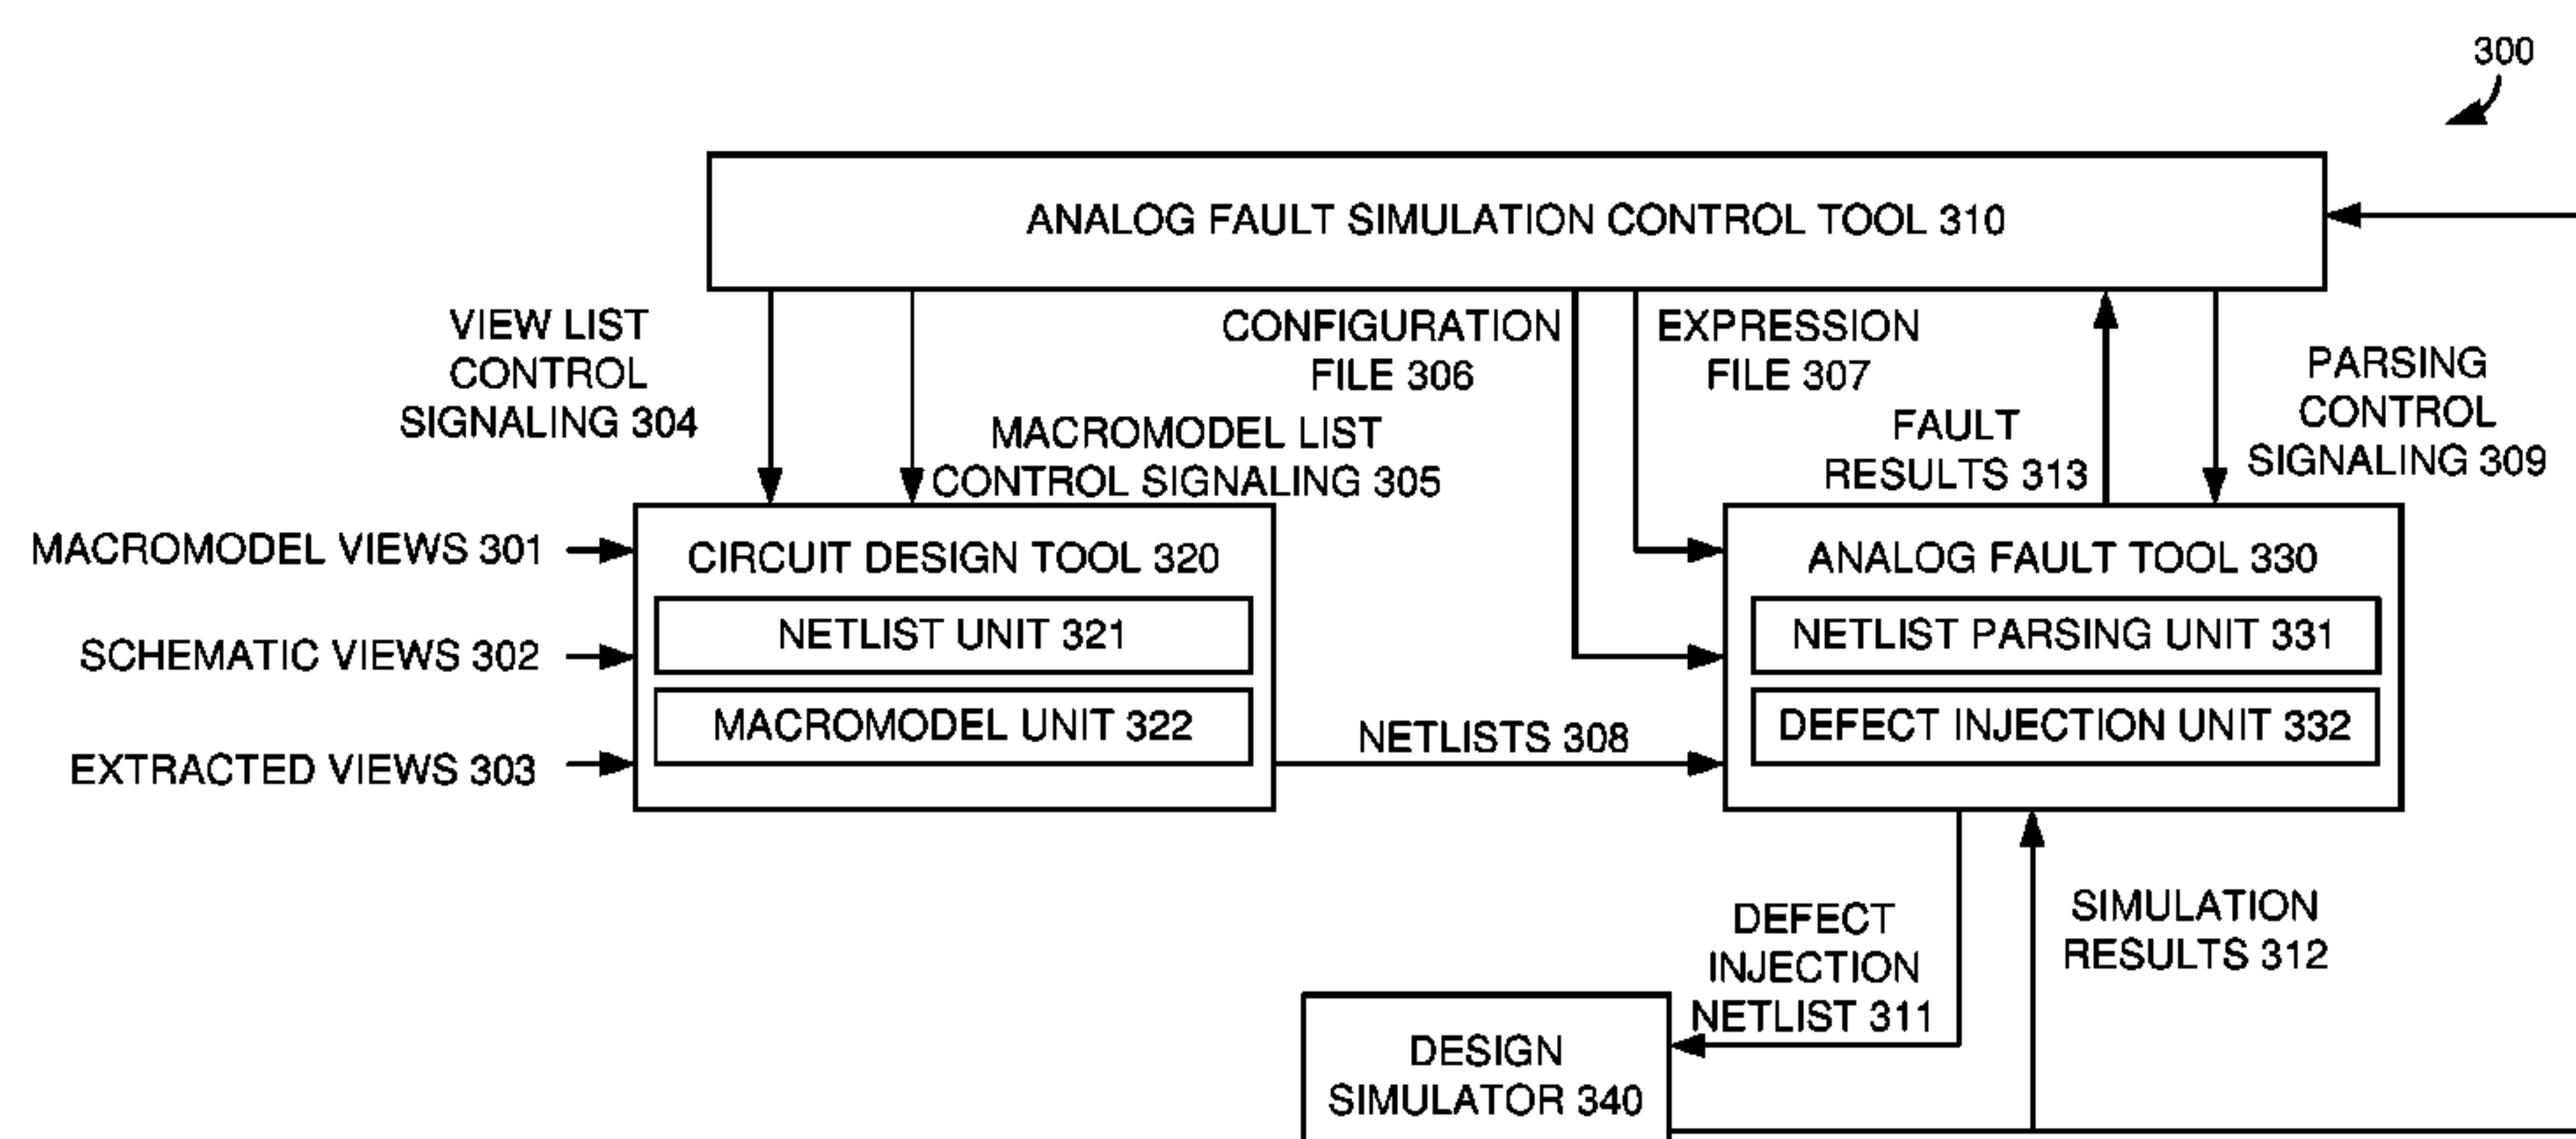 300
ANALOG FAULT SIMULATION CONTROL TOOL 310
VIEW LIST
CONTROL
SIGNALING 304
MACROMODEL LIST
CONTROL SIGNALING 305
CONFIGURATION
FILE 306
EXPRESSION
FILE 307
FAULT
RESULTS 313
PARSING
CONTROL
SIGNALING 309
MACROMODEL VIEWS 301
SCHEMATIC VIEWS 302
EXTRACTED VIEWS 303
CIRCUIT DESIGN TOOL 320
NETLIST UNIT 321
MACROMODEL UNIT 322
NETLISTS 308
ANALOG FAULT TOOL 330
NETLIST PARSING UNIT 331
DEFECT INJECTION UNIT 332
DEFECT
INJECTION
NETLIST 311
SIMULATION
RESULTS 312
DESIGN
SIMULATOR 340